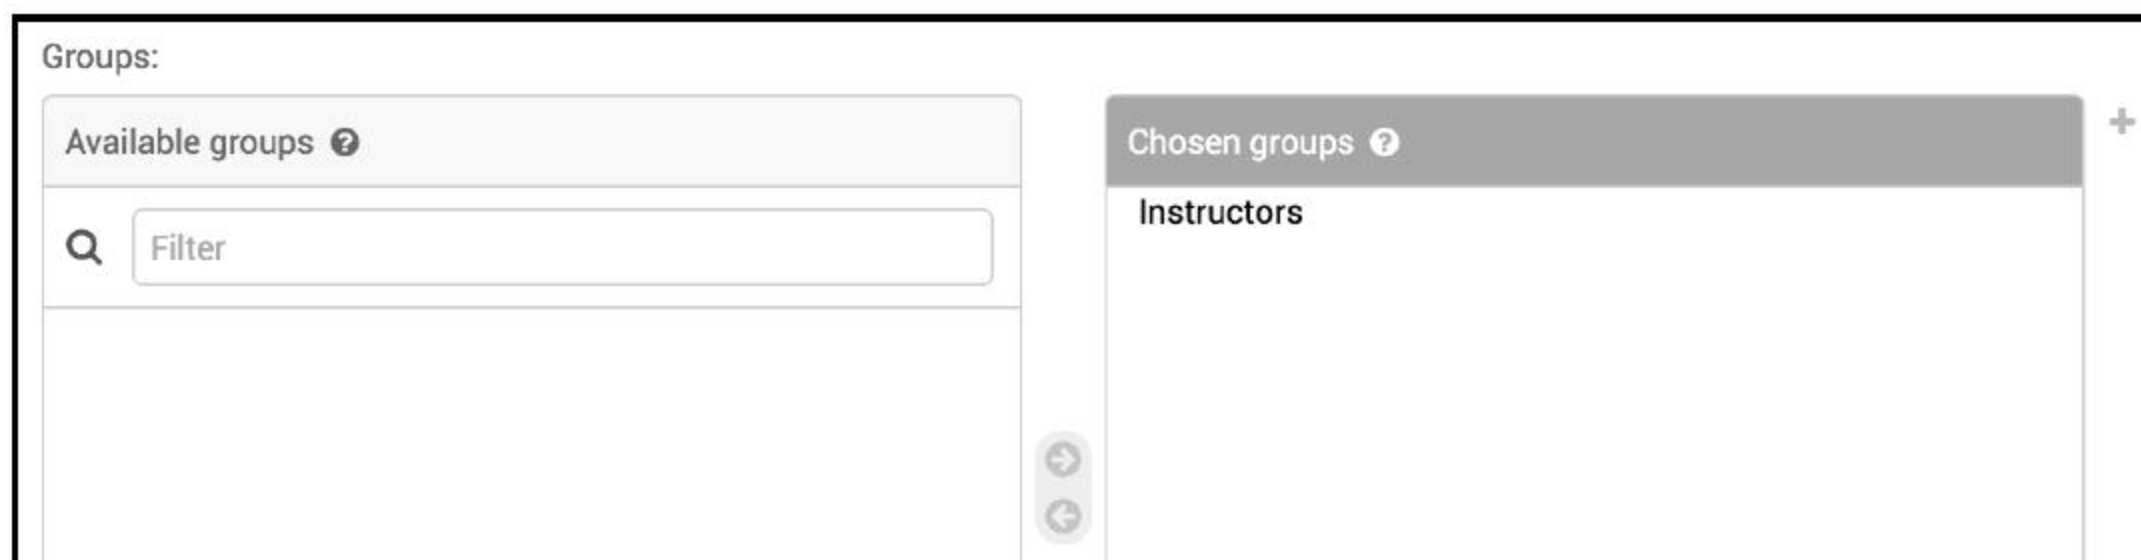 Groups:
Available groups
Filter
Chosen groups
Instructors